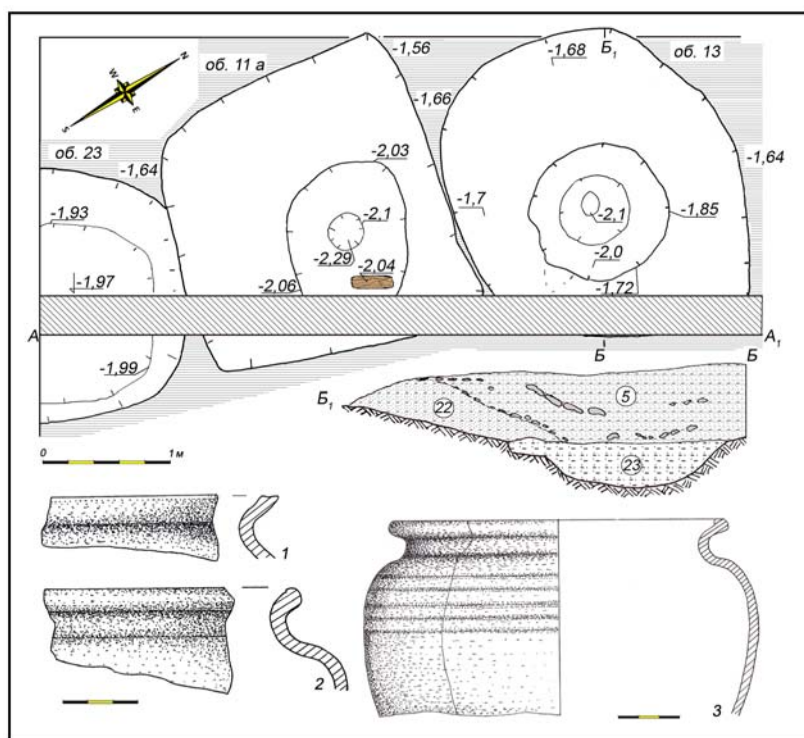 об. 11 а
-1,56
-1,68
Б₁
об. 13
N
W
E
S
-1,66
об. 23
-1,64
-2,03
-1,64
-1,93
-1,7
-2,1
-2,1
-1,85
-2,29
-2,04
-2,0
-1,97
-2,06
-1,72
А
А₁
-1,99
Б
Б
Б₁
22
5
23
0
1 м
1
2
3